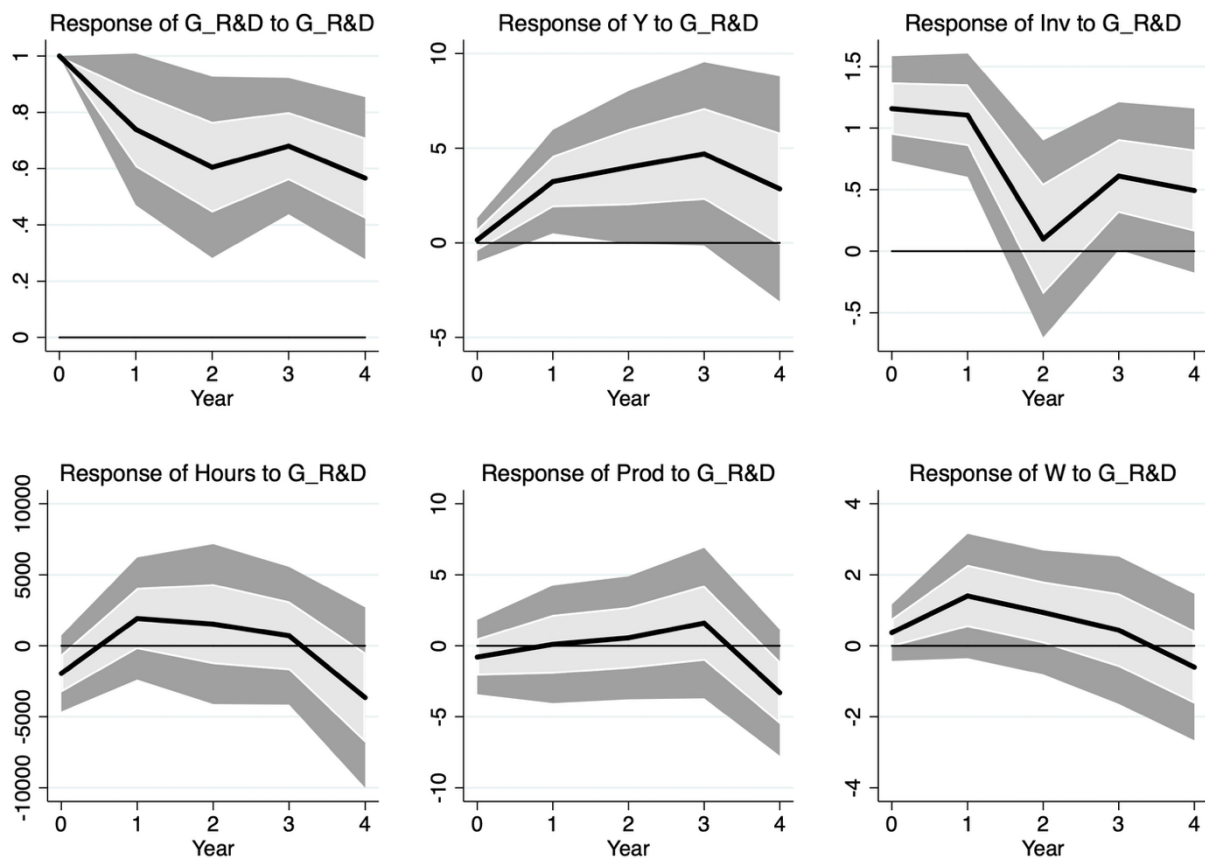 Response of G_R&D to G_R&D
1
.8
.6
.4
.2
0
0 1 2 3 4
Year
Response of Y to G_R&D
10
5
0
-5
0 1 2 3 4
Year
Response of Inv to G_R&D
1.5
1
.5
0
-.5
0 1 2 3 4
Year
Response of Hours to G_R&D
10000
5000
0
-5000
-10000
0 1 2 3 4
Year
Response of Prod to G_R&D
10
5
0
-5
-10
0 1 2 3 4
Year
Response of W to G_R&D
4
2
0
-2
-4
0 1 2 3 4
Year